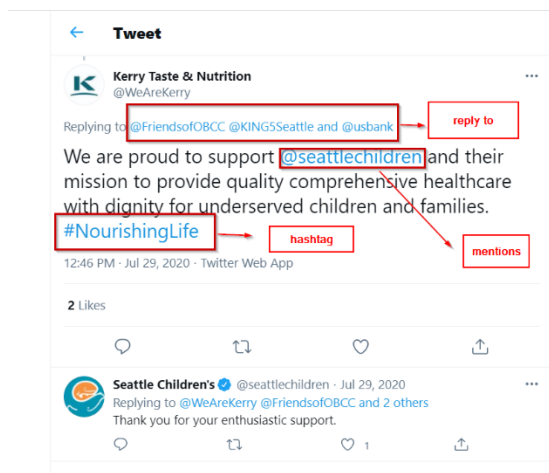 Tweet
Kerry Taste & Nutrition
@WeAreKerry
Replying to @FriendsofOBCC @KING5Seattle and @usbank
reply to
We are proud to support @seattlechildren and their
mission to provide quality comprehensive healthcare
with dignity for underserved children and families.
#NourishingLife
hashtag
mentions
12:46 PM · Jul 29, 2020 · Twitter Web App
2 Likes
Seattle Children's @seattlechildren · Jul 29, 2020
Replying to @WeAreKerry @FriendsofOBCC and 2 others
Thank you for your enthusiastic support.
1